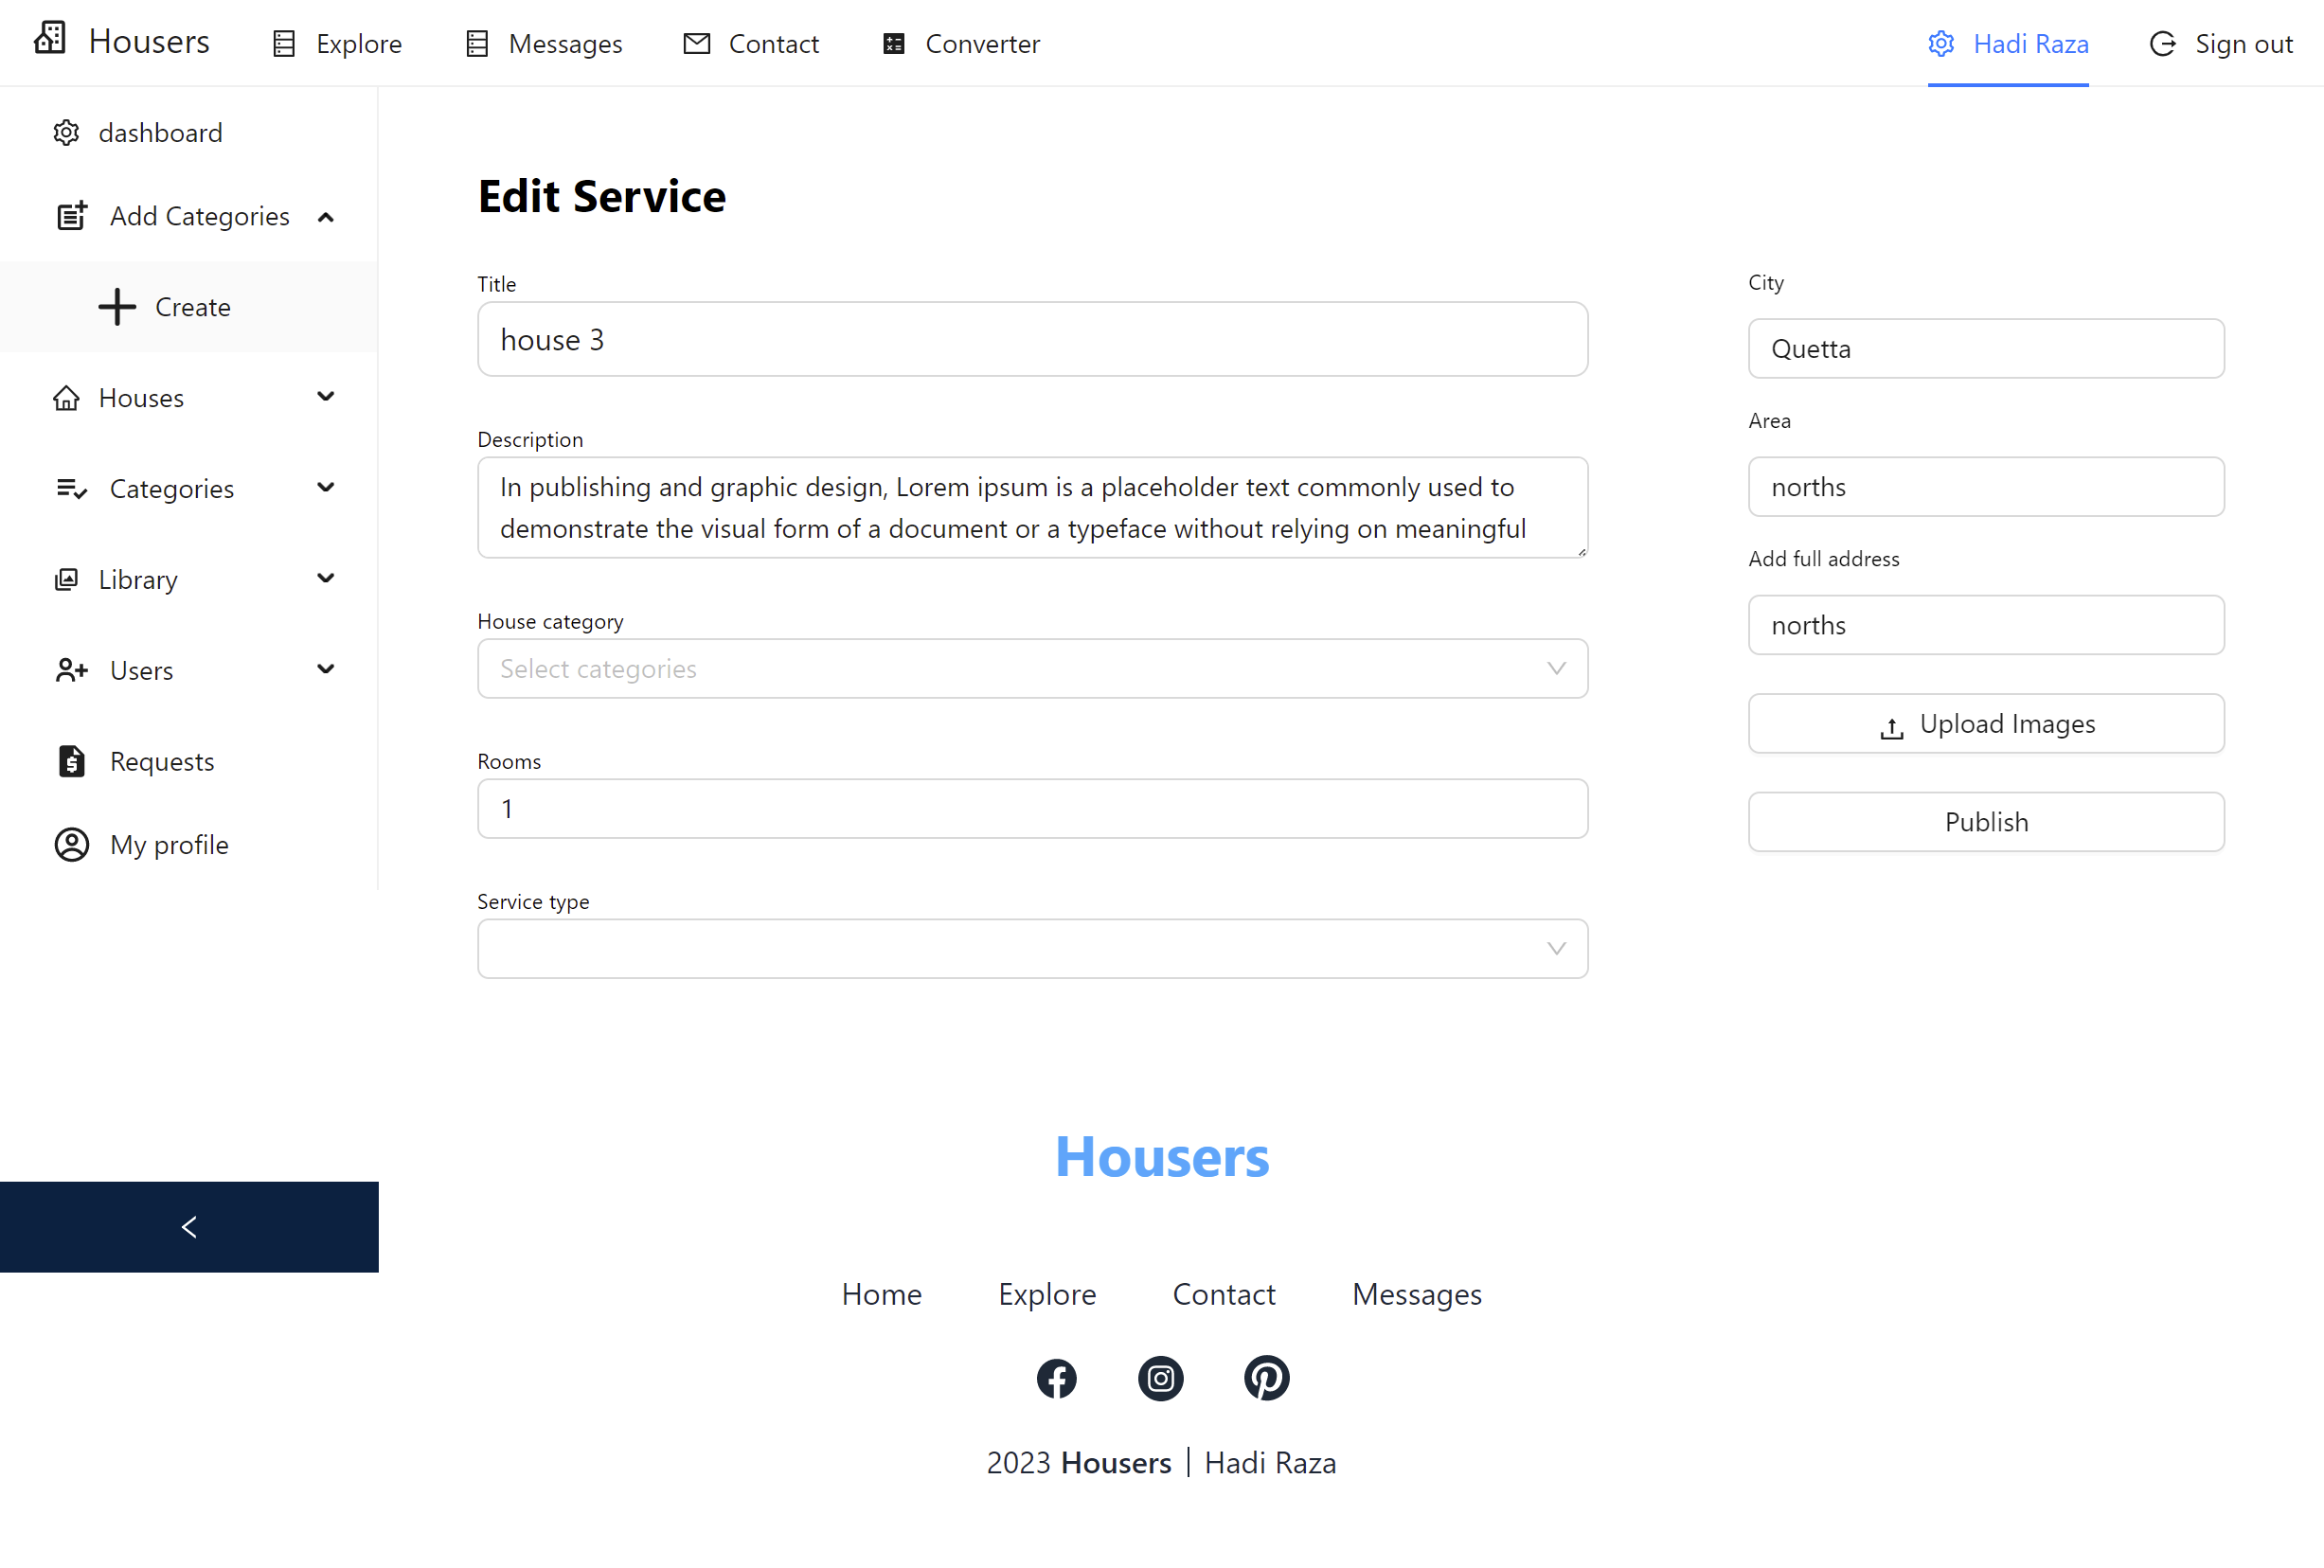 Housers
Explore
Messages
Contact
Converter
Hadi Raza
Sign out
dashboard
Add Categories
Create
Houses
Categories
Library
Users
Requests
My profile
Edit Service
Title
house 3
Description
In publishing and graphic design, Lorem ipsum is a placeholder text commonly used to
demonstrate the visual form of a document or a typeface without relying on meaningful
House category
Select categories
Rooms
1
Service type
City
Quetta
Area
norths
Add full address
norths
Upload Images
Publish
Housers
Home Explore Contact Messages
2023 Housers | Hadi Raza